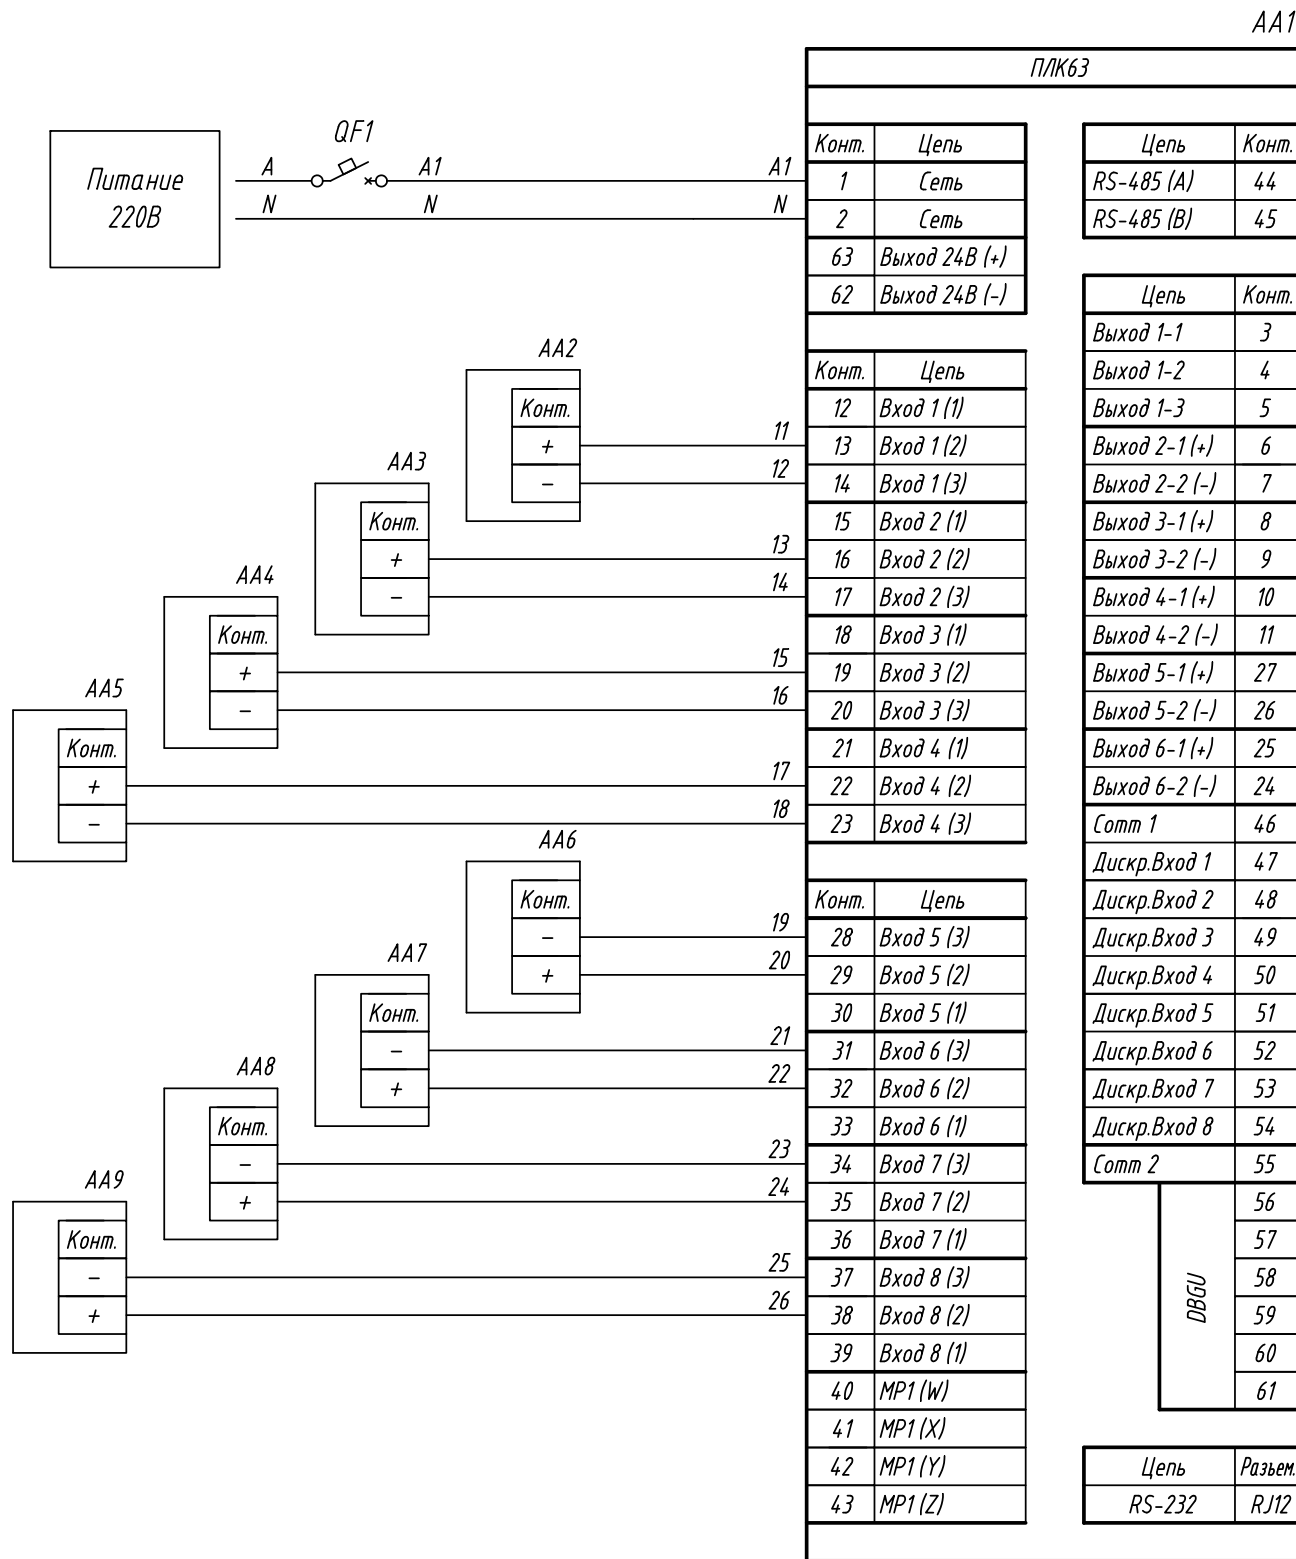 AA1
ПЛК63
Питание
220В
A
QF1
A1
A1
N
N
N
Конт. Цепь
1 Сеть
2 Сеть
63 Выход 24В (+)
62 Выход 24В (-)
Цепь Конт.
RS-485 (A) 44
RS-485 (B) 45
AA2
Конт.
+
-
11
12
AA3
Конт.
+
-
13
14
AA4
Конт.
+
-
15
16
AA5
Конт.
+
-
17
18
Конт. Цепь
12 Вход 1 (1)
13 Вход 1 (2)
14 Вход 1 (3)
15 Вход 2 (1)
16 Вход 2 (2)
17 Вход 2 (3)
18 Вход 3 (1)
19 Вход 3 (2)
20 Вход 3 (3)
21 Вход 4 (1)
22 Вход 4 (2)
23 Вход 4 (3)
AA6
Конт.
-
+
19
20
AA7
Конт.
-
+
21
22
AA8
Конт.
-
+
23
24
AA9
Конт.
-
+
25
26
Конт. Цепь
28 Вход 5 (3)
29 Вход 5 (2)
30 Вход 5 (1)
31 Вход 6 (3)
32 Вход 6 (2)
33 Вход 6 (1)
34 Вход 7 (3)
35 Вход 7 (2)
36 Вход 7 (1)
37 Вход 8 (3)
38 Вход 8 (2)
39 Вход 8 (1)
40 MP1 (W)
41 MP1 (X)
42 MP1 (Y)
43 MP1 (Z)
Цепь Конт.
Выход 1-1 3
Выход 1-2 4
Выход 1-3 5
Выход 2-1 (+) 6
Выход 2-2 (-) 7
Выход 3-1 (+) 8
Выход 3-2 (-) 9
Выход 4-1 (+) 10
Выход 4-2 (-) 11
Выход 5-1 (+) 27
Выход 5-2 (-) 26
Выход 6-1 (+) 25
Выход 6-2 (-) 24
Comm 1 46
Дискр.Вход 1 47
Дискр.Вход 2 48
Дискр.Вход 3 49
Дискр.Вход 4 50
Дискр.Вход 5 51
Дискр.Вход 6 52
Дискр.Вход 7 53
Дискр.Вход 8 54
Comm 2 55
DBGU
56
57
58
59
60
61
Цепь Разъем.
RS-232 RJ12